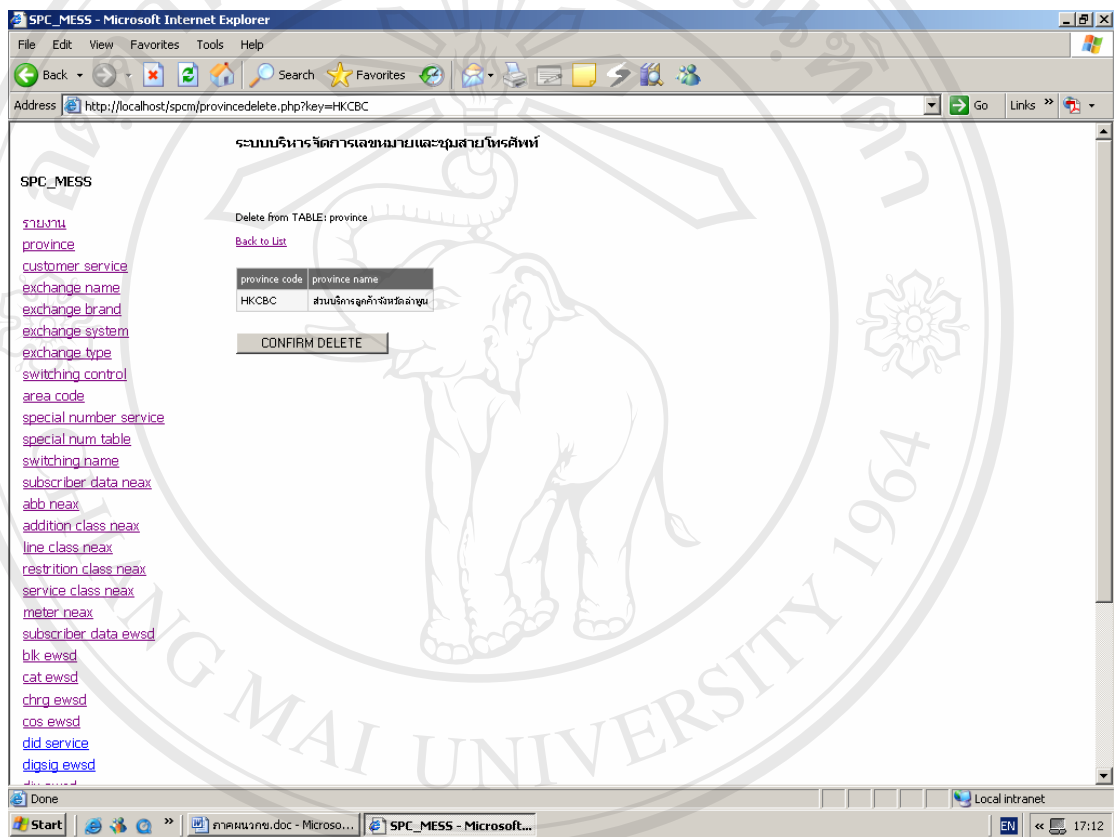 SPC_MESS - Microsoft Internet Explorer
File Edit View Favorites Tools Help
Back Search Favorites
Address http://localhost/spcm/provincedelete.php?key=HKCBC Go Links »
ระบบบริหารจัดการเลขหมายและชุมสายโทรศัพท์
SPC_MESS
Delete from TABLE: province
Back to List
province code province name
HKCBC ส่วนบริการลูกค้าจังหวัดลำพูน
CONFIRM DELETE
รายงาน
province
customer service
exchange name
exchange brand
exchange system
exchange type
switching control
area code
special number service
special num table
switching name
subscriber data neax
abb neax
addition class neax
line class neax
restrition class neax
service class neax
meter neax
subscriber data ewsd
blk ewsd
cat ewsd
chrg ewsd
cos ewsd
did service
digsig ewsd
CHIANG MAI UNIVERSITY 1964
Done Local intranet
Start » ภาคผนวกข.doc - Microso... SPC_MESS - Microsoft... EN « 17:12